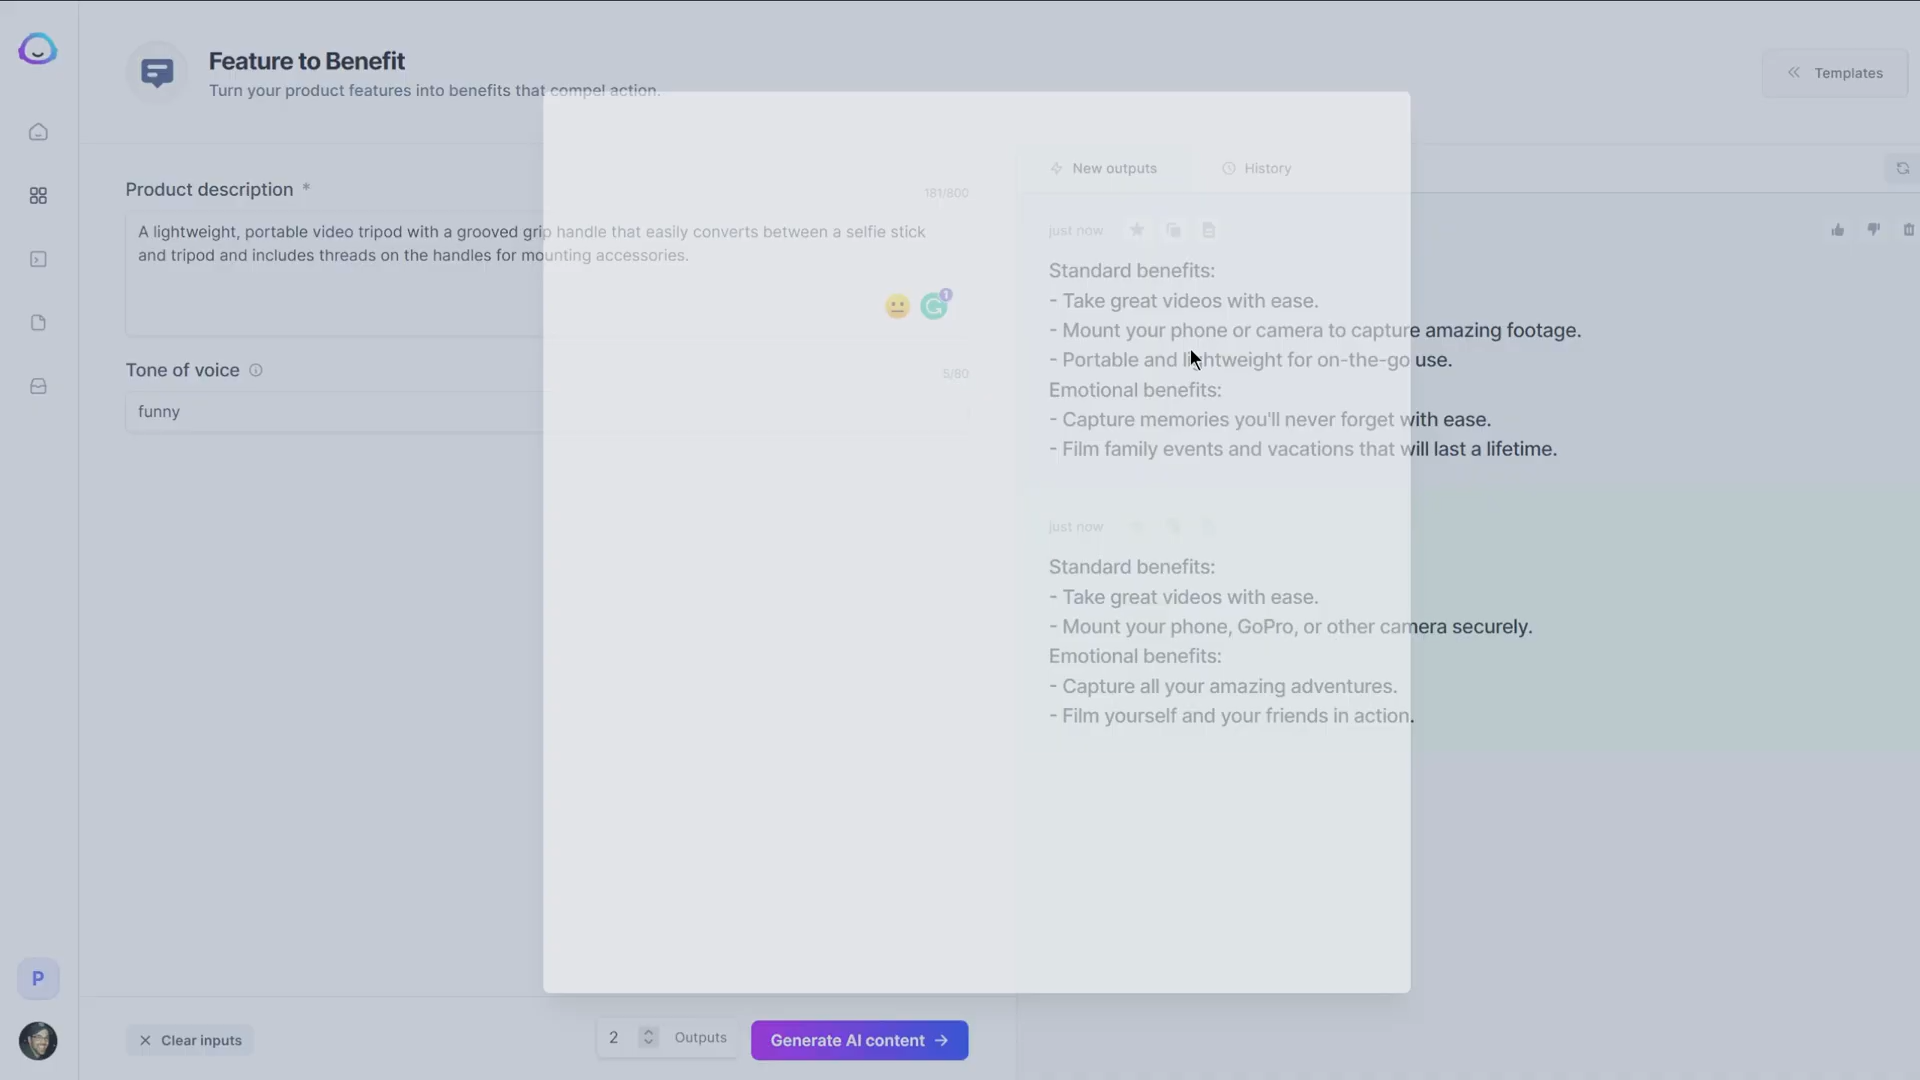 Feature to Benefit
Turn your product features into benefits that compel action.
Templates
Product description *
181/800
A lightweight, portable video tripod with a grooved grip handle that easily converts between a selfie stick
and tripod and includes threads on the handles for mounting accessories.
1
Tone of voice
5/80
funny
New outputs
History
just now
Standard benefits:
- Take great videos with ease.
- Mount your phone or camera to capture amazing footage.
- Portable and lightweight for on-the-go use.
Emotional benefits:
- Capture memories you'll never forget with ease.
- Film family events and vacations that will last a lifetime.
just now
Standard benefits:
- Take great videos with ease.
- Mount your phone, GoPro, or other camera securely.
Emotional benefits:
- Capture all your amazing adventures.
- Film yourself and your friends in action.
P
Clear inputs
2
Outputs
Generate AI content